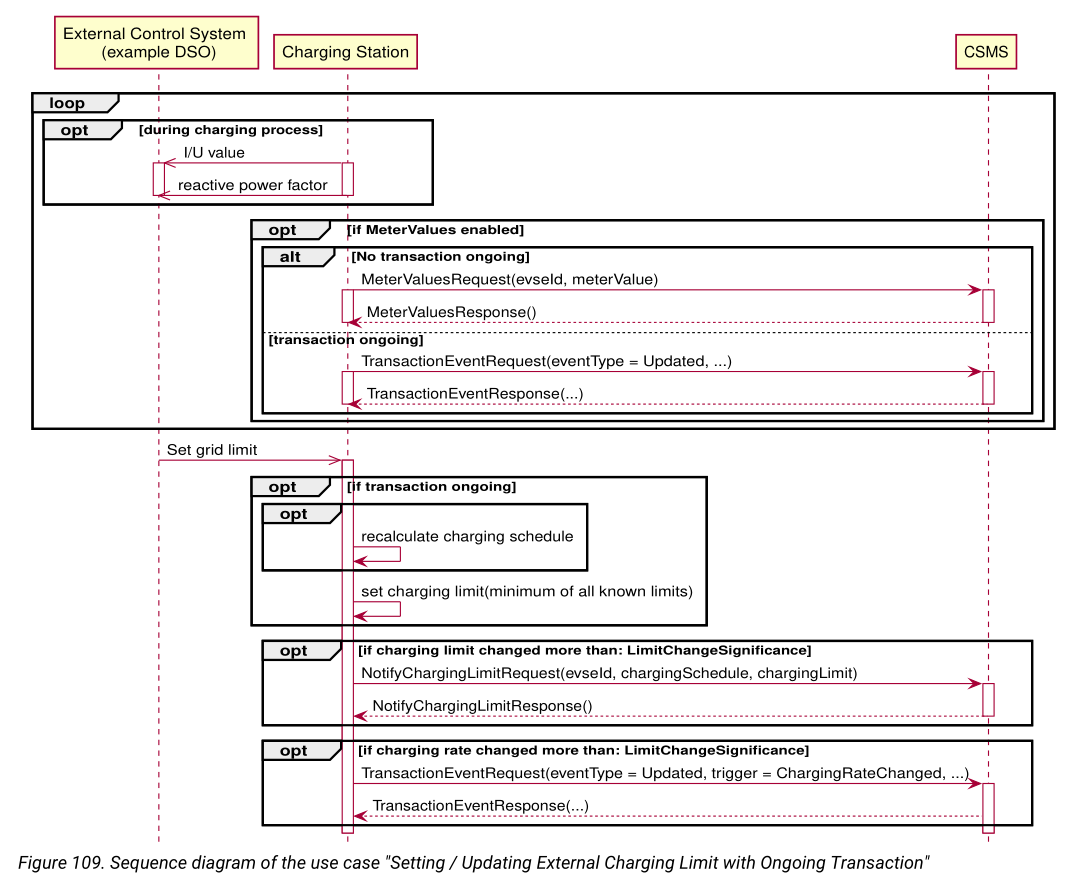 External Control System
(example DSO)
Charging Station
CSMS
loop
opt [during charging process]
I/U value
reactive power factor
opt [if MeterValues enabled]
alt [No transaction ongoing]
MeterValuesRequest(evseId, meterValue)
MeterValuesResponse()
[transaction ongoing]
TransactionEventRequest(eventType = Updated, ...)
TransactionEventResponse(...)
Set grid limit
opt [if transaction ongoing]
opt
recalculate charging schedule
set charging limit(minimum of all known limits)
opt [if charging limit changed more than: LimitChangeSignificance]
NotifyChargingLimitRequest(evseId, chargingSchedule, chargingLimit)
NotifyChargingLimitResponse()
opt [if charging rate changed more than: LimitChangeSignificance]
TransactionEventRequest(eventType = Updated, trigger = ChargingRateChanged, ...)
TransactionEventResponse(...)
Figure 109. Sequence diagram of the use case "Setting / Updating External Charging Limit with Ongoing Transaction"